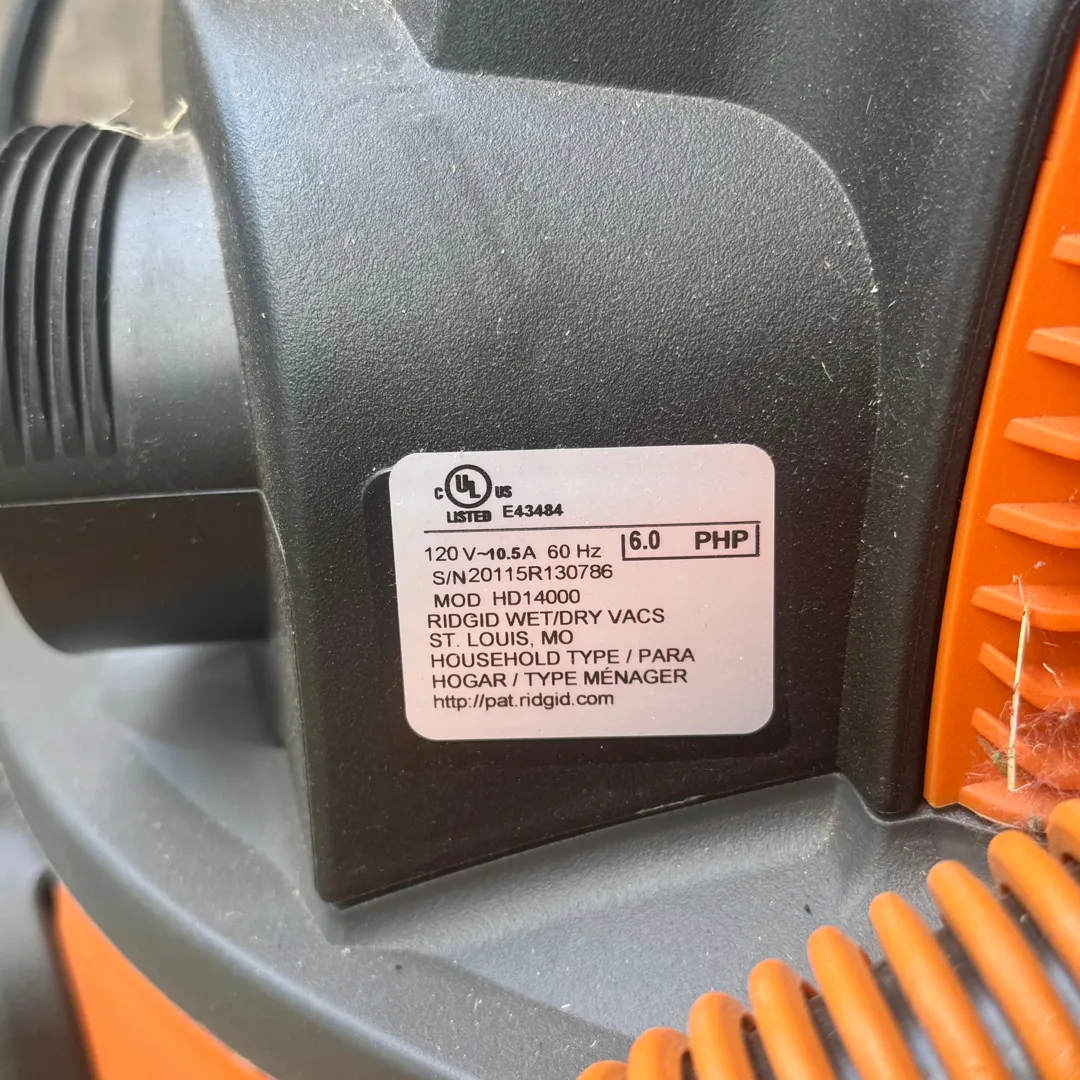 C UL US
LISTED E43484
120 V~10.5A 60 Hz 6.0 PHP
S/N20115R130786
MOD HD14000
RIDGID WET/DRY VACS
ST. LOUIS, MO
HOUSEHOLD TYPE / PARA
HOGAR / TYPE MÉNAGER
http://pat.ridgid.com